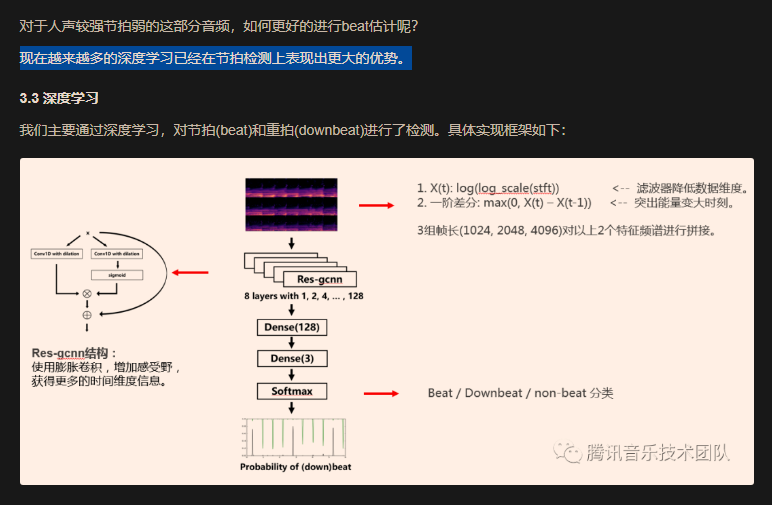 对于人声较强节拍弱的这部分音频，如何更好的进行beat估计呢？
现在越来越多的深度学习已经在节拍检测上表现出更大的优势。
3.3 深度学习
我们主要通过深度学习，对节拍(beat)和重拍(downbeat)进行了检测。具体实现框架如下：
1. X(t): log(log_scale(stft)) <-- 滤波器降低数据维度。
2. 一阶差分: max(0, X(t) – X(t-1)) <-- 突出能量变大时刻。
3组帧长(1024, 2048, 4096)对以上2个特征频谱进行拼接。
x
Conv1D with dilation
Conv1D with dilation
sigmoid
Res-gcnn结构：
使用膨胀卷积，增加感受野，
获得更多的时间维度信息。
Res-gcnn
8 layers with 1, 2, 4, ... , 128
Dense(128)
Dense(3)
Softmax
Beat / Downbeat / non-beat 分类
Probability of (down)beat
腾讯音乐技术团队